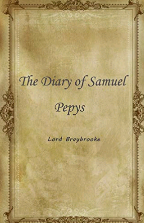 The Diary of Samuel
Pepys
Lord Braybrooke